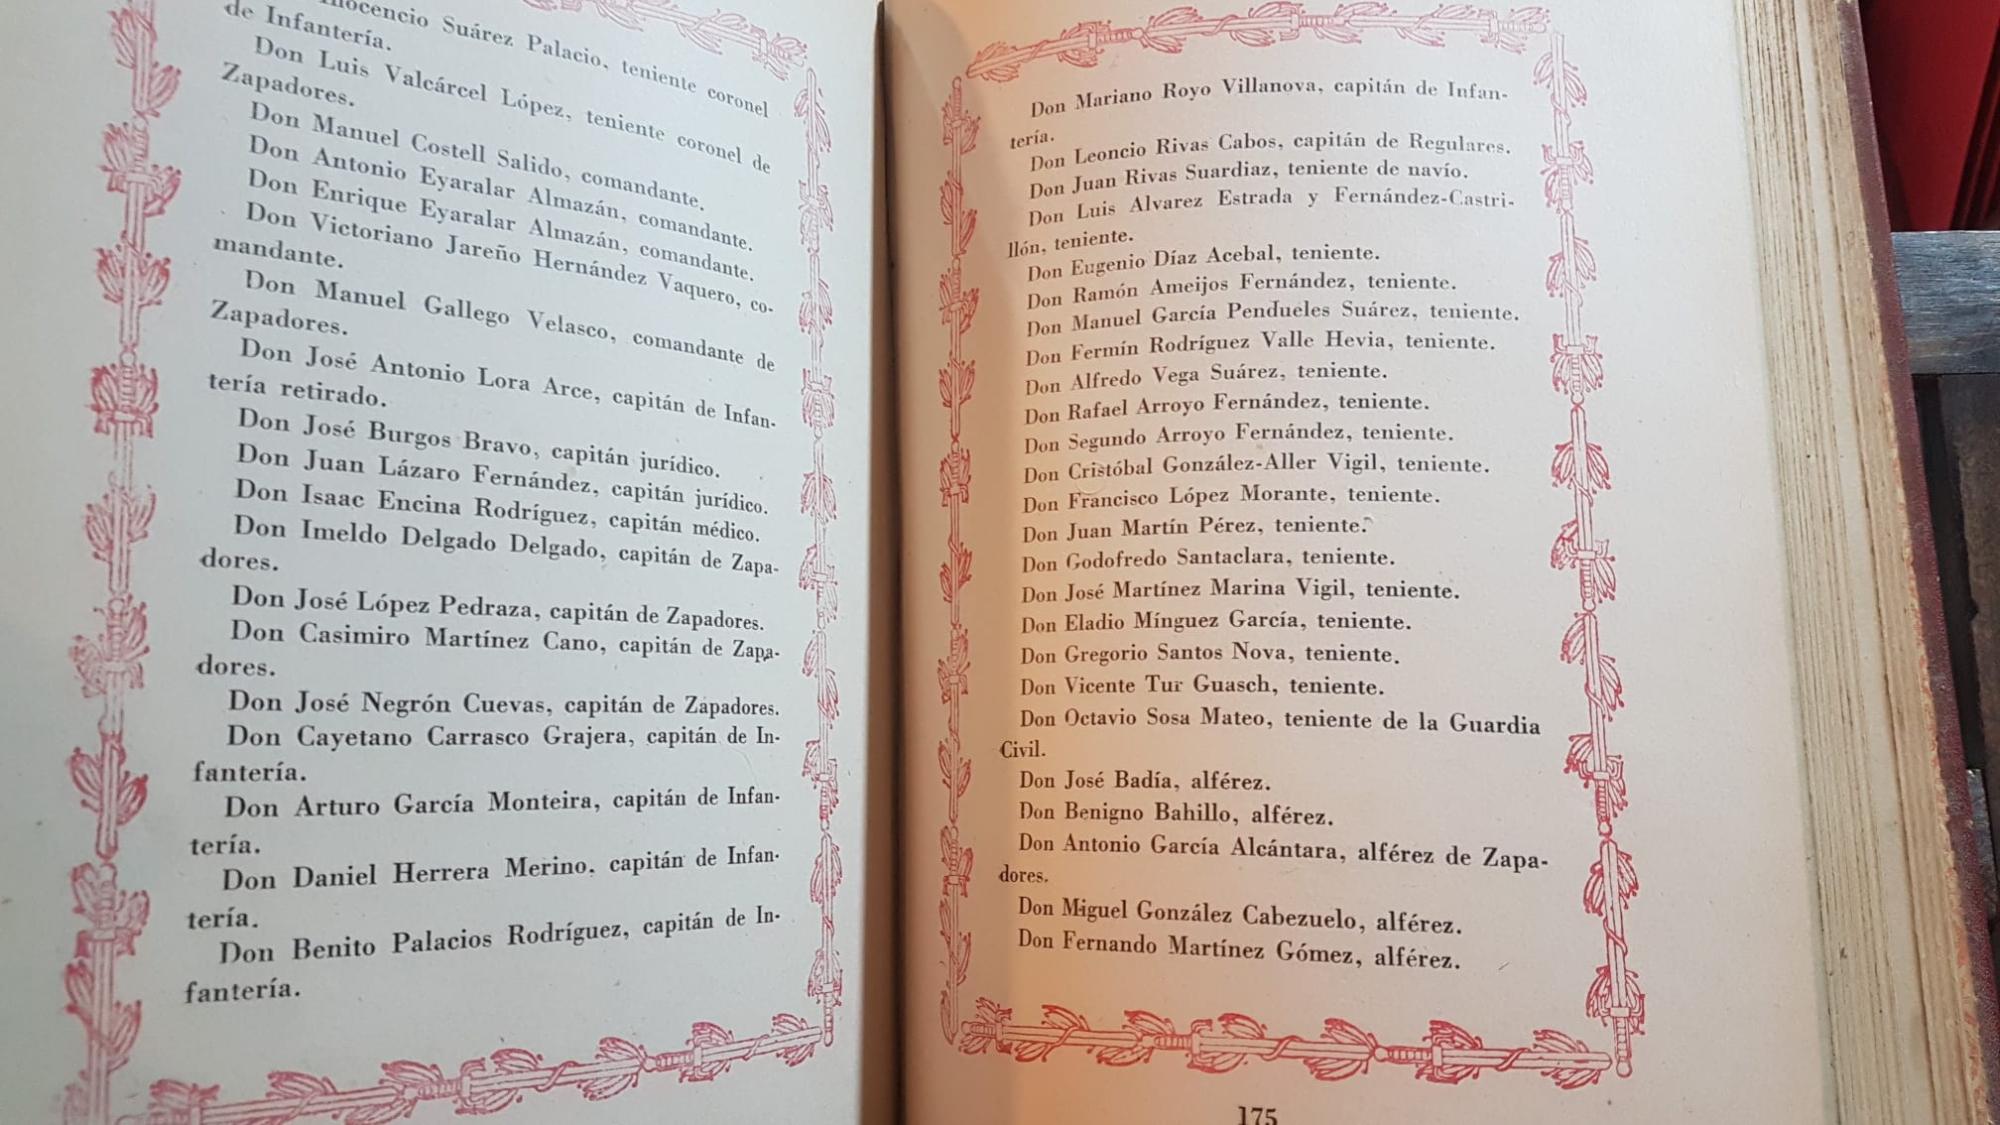 Inocencio Suárez Palacio, teniente coronel
de Infantería.
Don Luis Valcárcel López, teniente coronel de
Zapadores.
Don Manuel Costell Salido, comandante.
Don Antonio Eyaralar Almazán, comandante.
Don Enrique Eyaralar Almazán, comandante.
Don Victoriano Jareño Hernández Vaquero, co-
mandante.
Don Manuel Gallego Velasco, comandante de
Zapadores.
Don José Antonio Lora Arce, capitán de Infan-
tería retirado.
Don José Burgos Bravo, capitán jurídico.
Don Juan Lázaro Fernández, capitán jurídico.
Don Isaac Encina Rodríguez, capitán médico.
Don Imeldo Delgado Delgado, capitán de Zapa-
dores.
Don José López Pedraza, capitán de Zapadores.
Don Casimiro Martínez Cano, capitán de Zapa-
dores.
Don José Negrón Cuevas, capitán de Zapadores.
Don Cayetano Carrasco Grajera, capitán de In-
fantería.
Don Arturo García Monteira, capitán de Infan-
tería.
Don Daniel Herrera Merino, capitán de Infan-
tería.
Don Benito Palacios Rodríguez, capitán de In-
fantería.
Don Mariano Royo Villanova, capitán de Infan-
tería.
Don Leoncio Rivas Cabos, capitán de Regulares.
Don Juan Rivas Suardiaz, teniente de navío.
Don Luis Alvarez Estrada y Fernández-Castri-
llón, teniente.
Don Eugenio Díaz Acebal, teniente.
Don Ramón Ameijos Fernández, teniente.
Don Manuel García Pendueles Suárez, teniente.
Don Fermín Rodríguez Valle Hevia, teniente.
Don Alfredo Vega Suárez, teniente.
Don Rafael Arroyo Fernández, teniente.
Don Segundo Arroyo Fernández, teniente.
Don Cristóbal González-Aller Vigil, teniente.
Don Francisco López Morante, teniente.
Don Juan Martín Pérez, teniente.
Don Godofredo Santaclara, teniente.
Don José Martínez Marina Vigil, teniente.
Don Eladio Mínguez García, teniente.
Don Gregorio Santos Nova, teniente.
Don Vicente Tur Guasch, teniente.
Don Octavio Sosa Mateo, teniente de la Guardia
Civil.
Don José Badía, alférez.
Don Benigno Bahillo, alférez.
Don Antonio García Alcántara, alférez de Zapa-
dores.
Don Miguel González Cabezuelo, alférez.
Don Fernando Martínez Gómez, alférez.
175